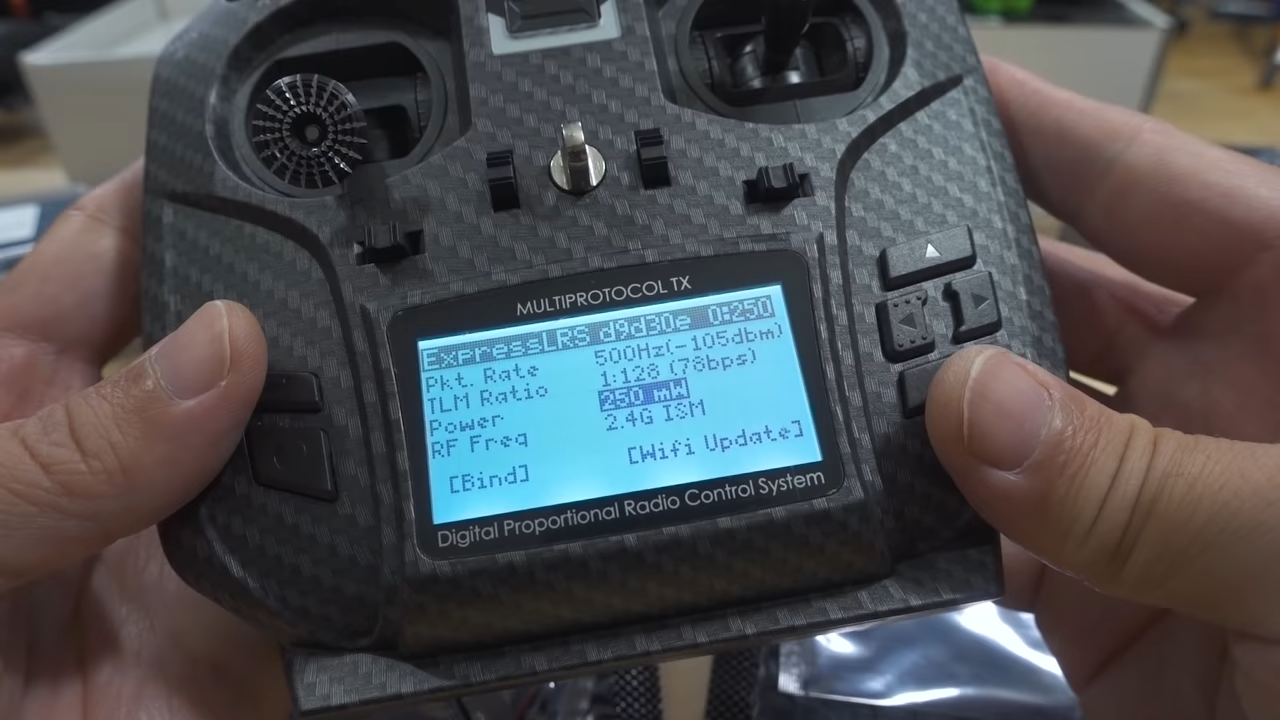 MULTIPROTOCOL TX
ExpressLRS d9d30e 0:250
Pkt. Rate 500Hz(-105dbm)
TLM Ratio 1:128 (78bps)
Power 250 mW
RF Freq 2.4G ISM
[Bind] [Wifi Update]
Digital Proportional Radio Control System